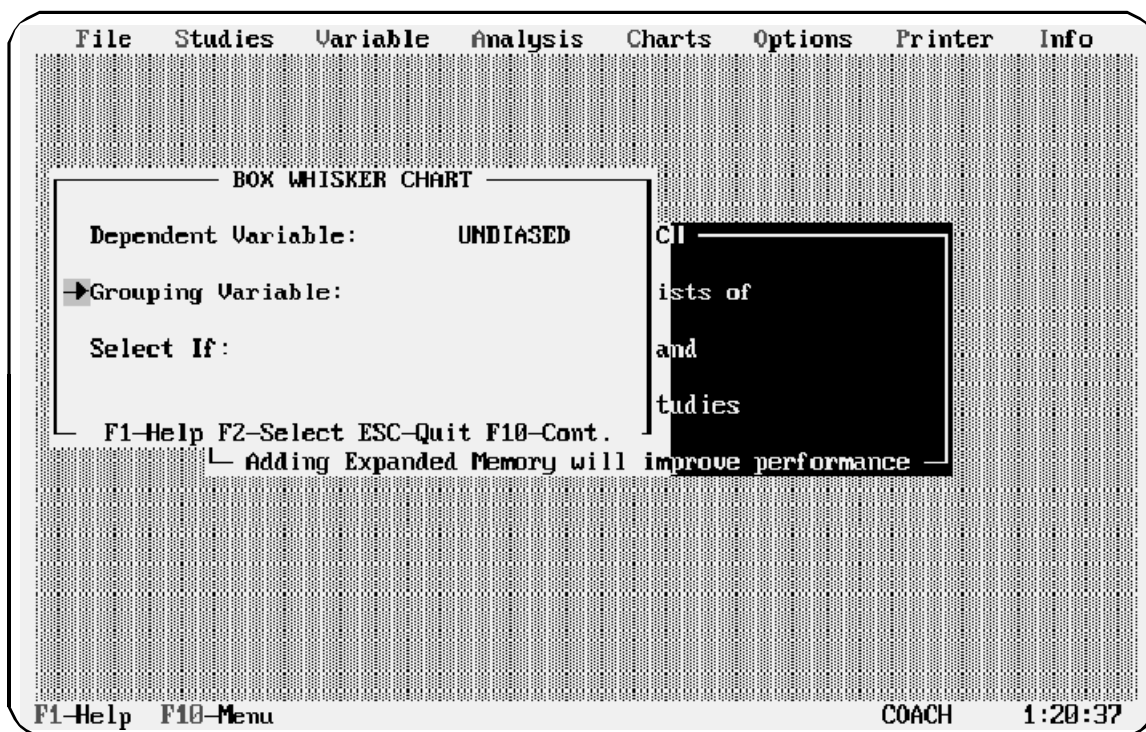 File Studies Variable Analysis Charts Options Printer Info
BOX WHISKER CHART
Dependent Variable: UNDIASED
Grouping Variable:
Select If:
F1-Help F2-Select ESC-Quit F10-Cont.
ists of
and
tudies
Adding Expanded Memory will improve performance
F1-Help F10-Menu COACH 1:20:37